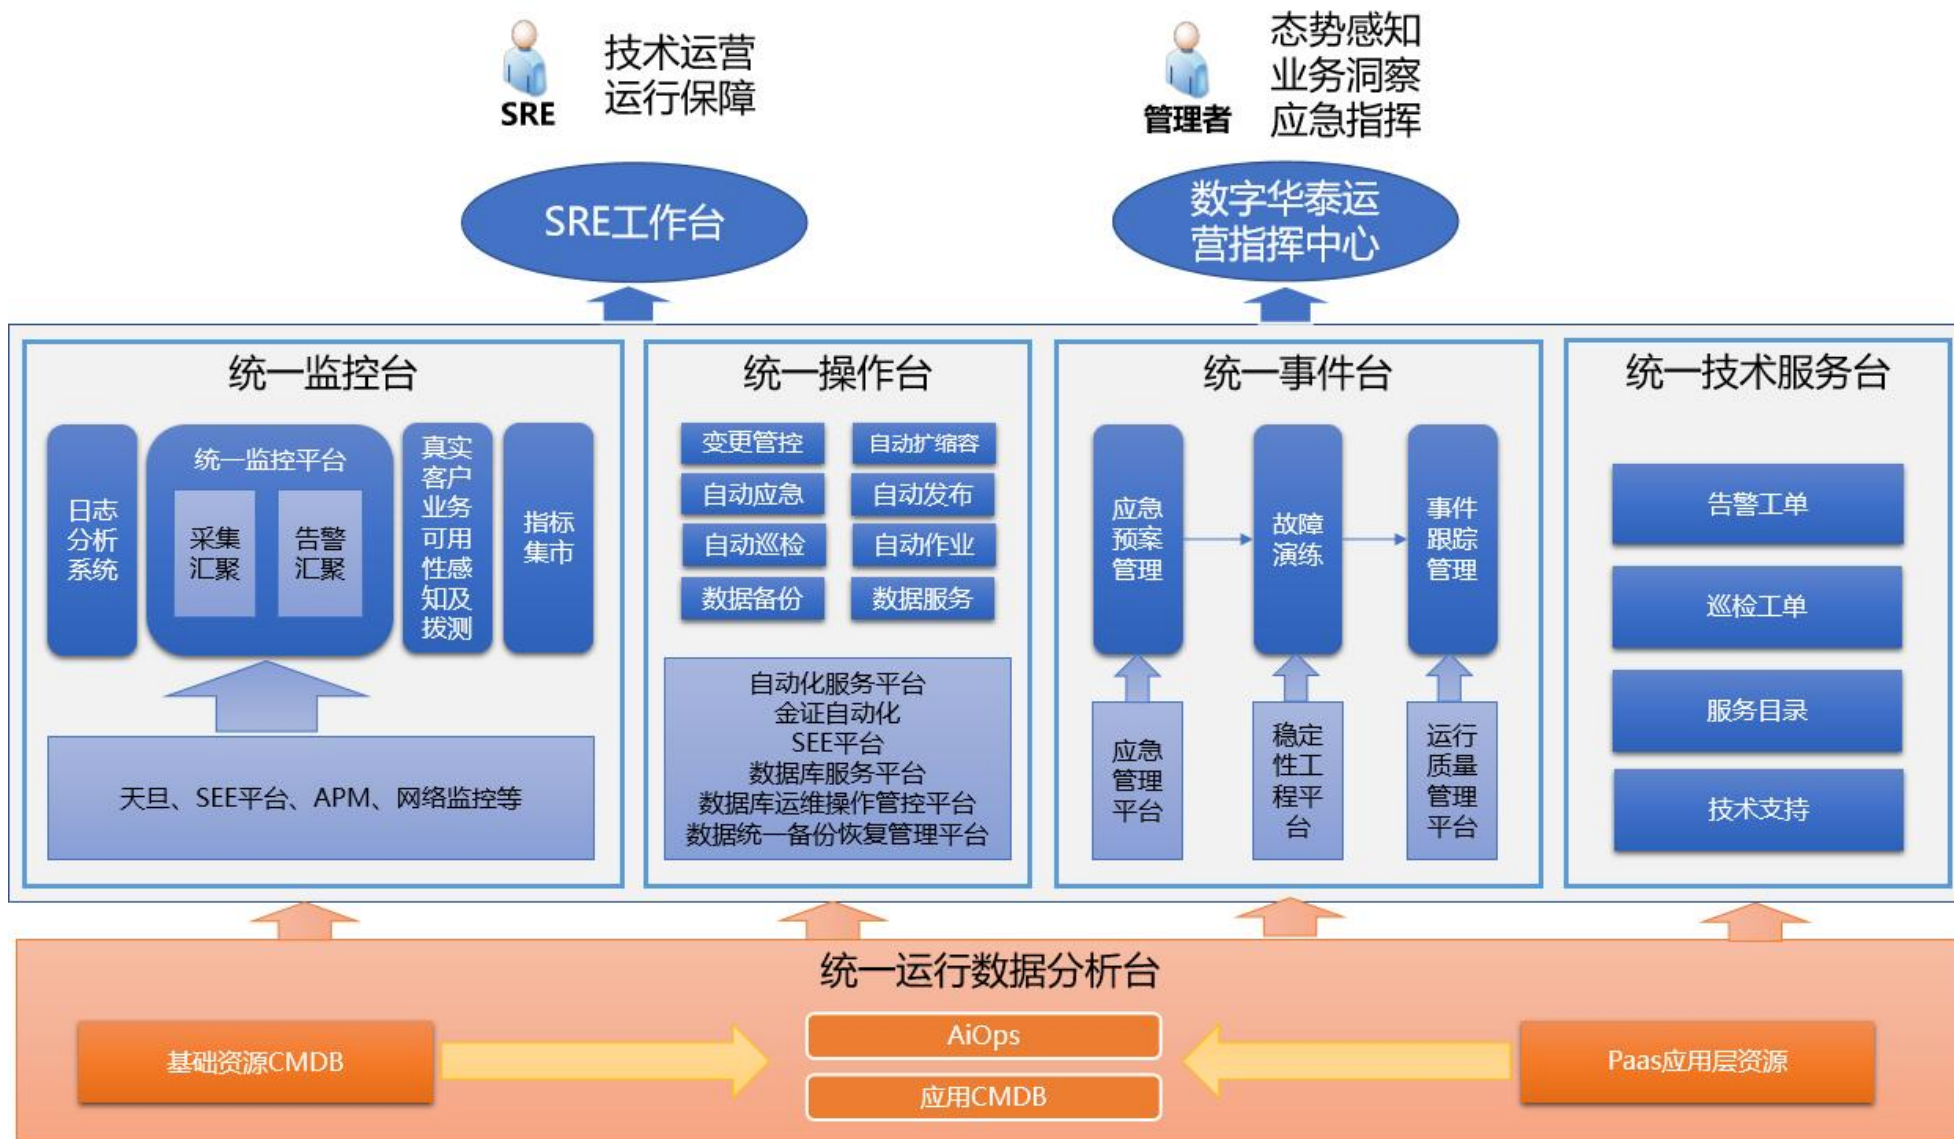 技术运营
运行保障
SRE
态势感知
业务洞察
应急指挥
管理者
SRE工作台
数字华泰运
营指挥中心
统一监控台
日志
分析
系统
统一监控平台
采集
汇聚
告警
汇聚
真实
客户
业务
可用
性感
知及
拨测
指标
集市
天旦、SEE平台、APM、网络监控等
统一操作台
变更管控
自动扩缩容
自动应急
自动发布
自动巡检
自动作业
数据备份
数据服务
自动化服务平台
金证自动化
SEE平台
数据库服务平台
数据库运维操作管控平台
数据统一备份恢复管理平台
统一事件台
应急
预案
管理
故障
演练
事件
跟踪
管理
应急
管理
平台
稳定
性工
程平
台
运行
质量
管理
平台
统一技术服务台
告警工单
巡检工单
服务目录
技术支持
统一运行数据分析台
基础资源CMDB
AiOps
应用CMDB
Paas应用层资源